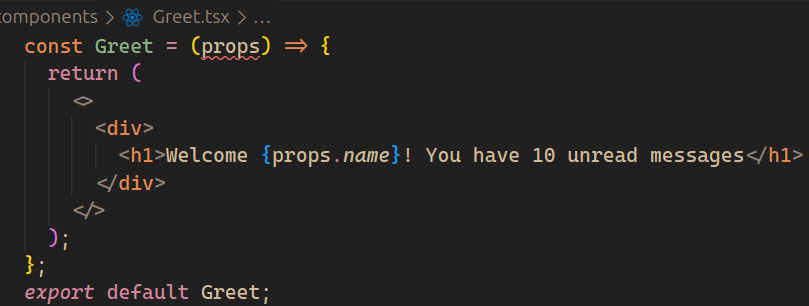 components > Greet.tsx > ...
const Greet = (props) => {
return (
<>
<div>
<h1>Welcome {props.name}! You have 10 unread messages</h1>
</div>
</>
);
};
export default Greet;